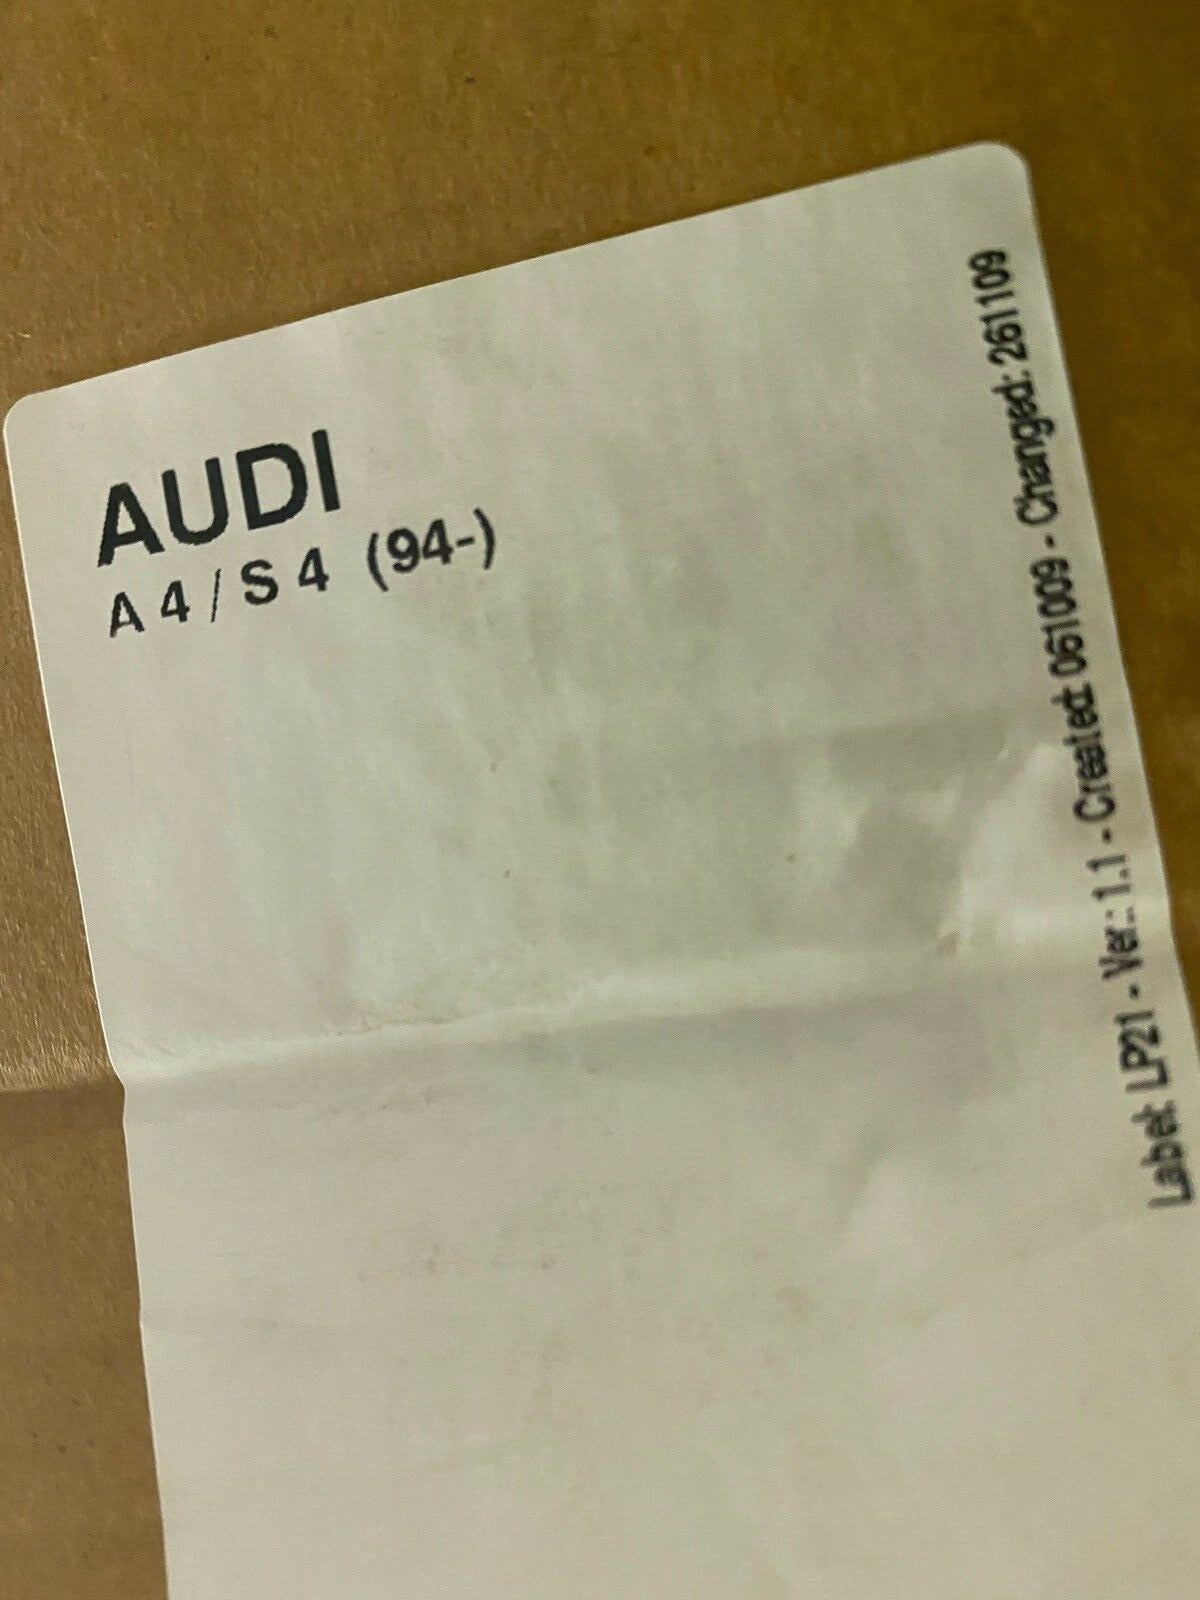 AUDI
A 4 / S 4 (94-)
Label: LP21 - Ver.: 1.1 - Created: 061009 - Changed: 261109